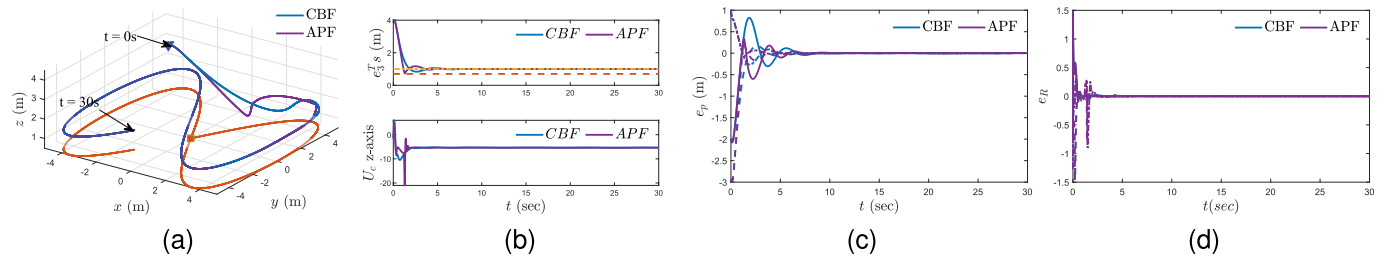 CBF
APF
t = 0s
t = 30s
z (m)
4
3
2
1
-4
-2
0
2
4
x (m)
-4
-2
0
2
4
y (m)
(a)
CBF APF
e_3^T s (m)
4
2
0
0 5 10 15 20 25 30
CBF APF
U_c z-axis
0
-10
-20
0 5 10 15 20 25 30
t (sec)
(b)
CBF APF
e_p (m)
1
0.5
0
-0.5
-1
-1.5
-2
-2.5
-3
0 5 10 15 20 25 30
t (sec)
(c)
CBF APF
e_R
1.5
1
0.5
0
-0.5
-1
-1.5
0 5 10 15 20 25 30
t(sec)
(d)